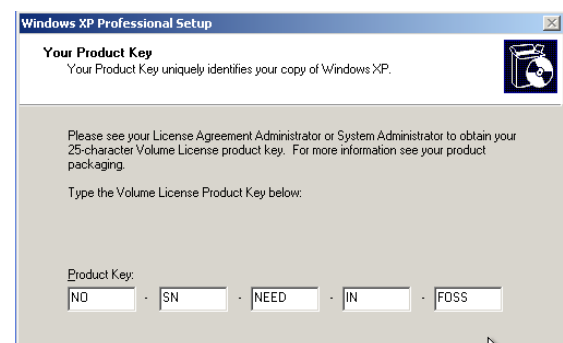 Windows XP Professional Setup
Your Product Key
Your Product Key uniquely identifies your copy of Windows XP.
Please see your License Agreement Administrator or System Administrator to obtain your
25-character Volume License product key. For more information see your product
packaging.
Type the Volume License Product Key below:
Product Key:
NO - SN - NEED - IN - FOSS